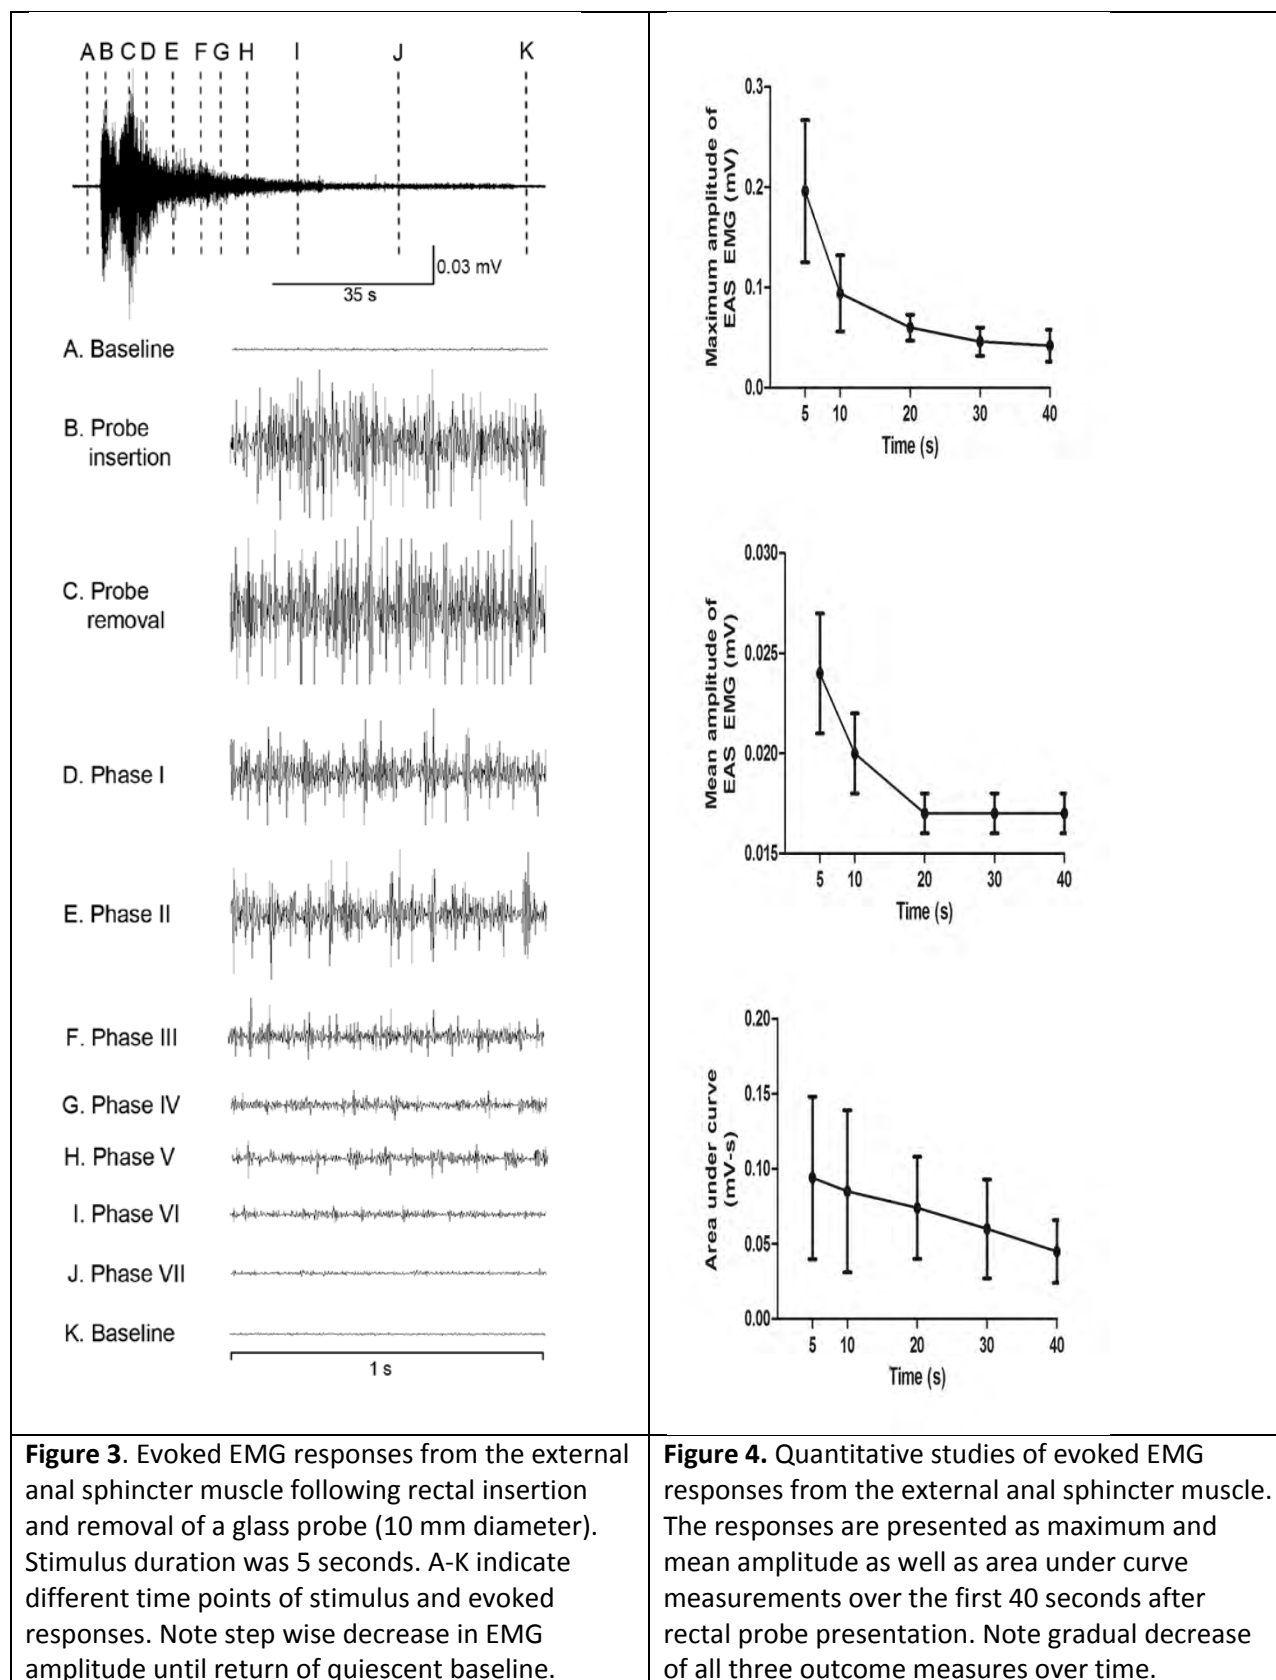 A B C D E F G H I J K
0.03 mV
35 s
A. Baseline
B. Probe
insertion
C. Probe
removal
D. Phase I
E. Phase II
F. Phase III
G. Phase IV
H. Phase V
I. Phase VI
J. Phase VII
K. Baseline
1 s
Figure 3. Evoked EMG responses from the external
anal sphincter muscle following rectal insertion
and removal of a glass probe (10 mm diameter).
Stimulus duration was 5 seconds. A-K indicate
different time points of stimulus and evoked
responses. Note step wise decrease in EMG
amplitude until return of quiescent baseline.
Maximum amplitude of
EAS EMG (mV)
0.3
0.2
0.1
0.0
5 10 20 30 40
Time (s)
Mean amplitude of
EAS EMG (mV)
0.030
0.025
0.020
0.015
5 10 20 30 40
Time (s)
Area under curve
(mV-s)
0.20
0.15
0.10
0.05
0.00
5 10 20 30 40
Time (s)
Figure 4. Quantitative studies of evoked EMG
responses from the external anal sphincter muscle.
The responses are presented as maximum and
mean amplitude as well as area under curve
measurements over the first 40 seconds after
rectal probe presentation. Note gradual decrease
of all three outcome measures over time.